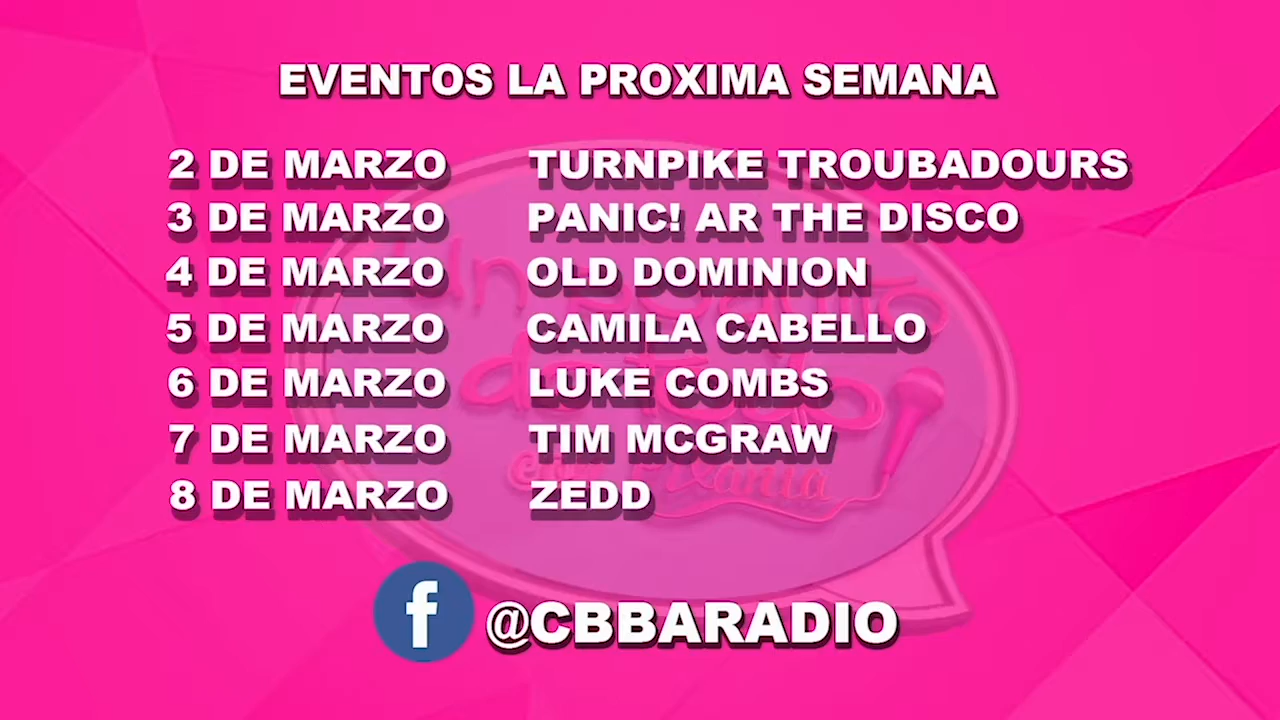 EVENTOS LA PROXIMA SEMANA
2 DE MARZO TURNPIKE TROUBADOURS
3 DE MARZO PANIC! AR THE DISCO
4 DE MARZO OLD DOMINION
5 DE MARZO CAMILA CABELLO
6 DE MARZO LUKE COMBS
7 DE MARZO TIM MCGRAW
8 DE MARZO ZEDD
@CBBARADIO